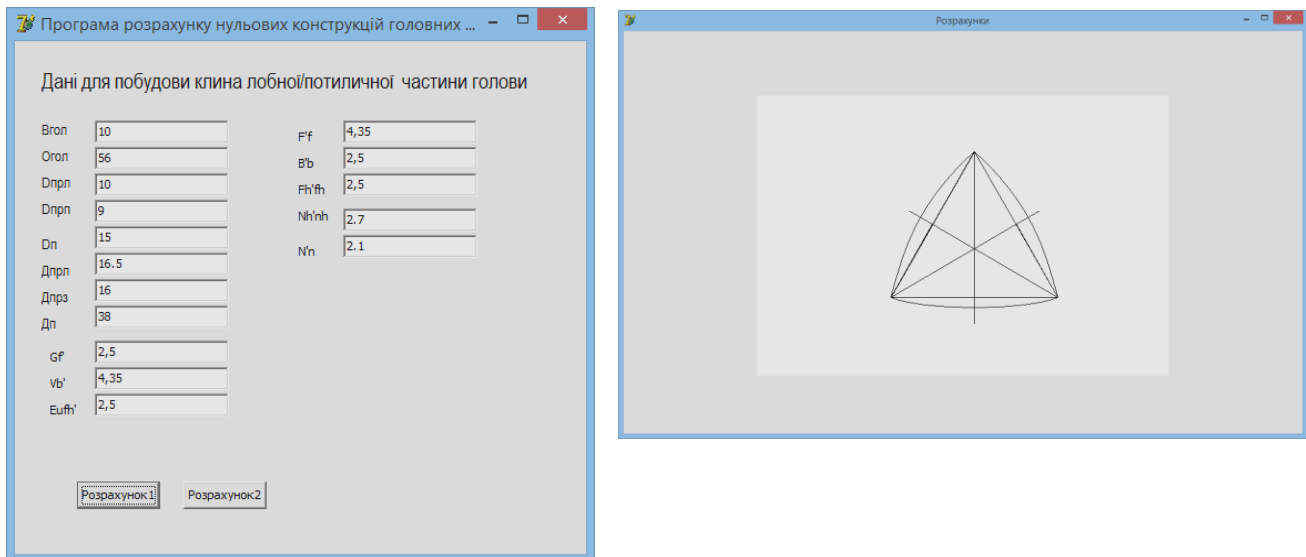 Програма розрахунку нульових конструкцій головних ...
Дані для побудови клина лобної/потиличної частини голови
Вгол 10
Огол 56
Dпрл 10
Dпрп 9
Dп 15
Дпрл 16.5
Дпрз 16
Дп 38
Gf' 2,5
Vb' 4,35
Eufh' 2,5
F'f 4,35
B'b 2,5
Fh'fh 2,5
Nh'nh 2.7
N'n 2.1
Розрахунок1 Розрахунок2
Розрахунки